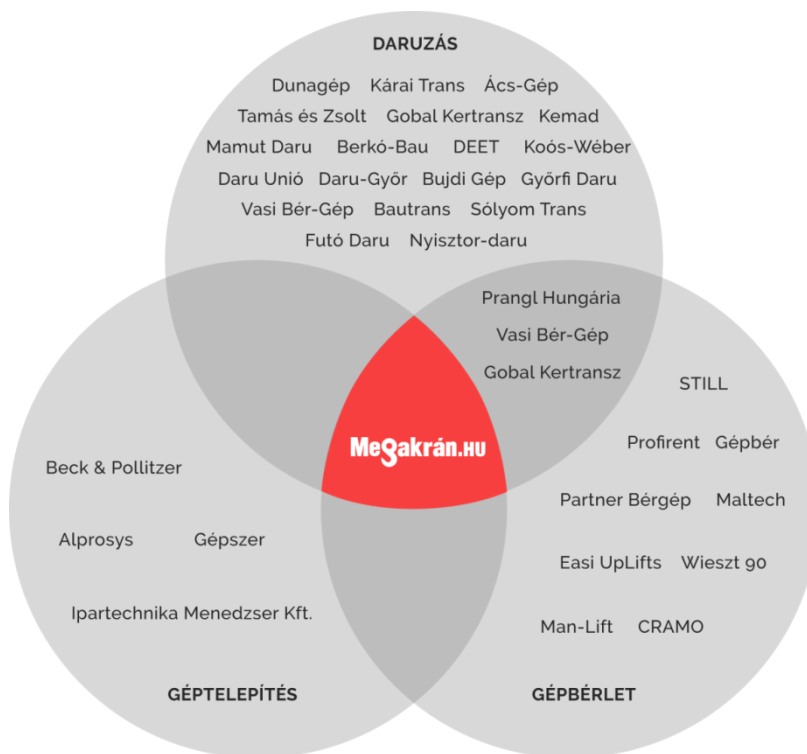 DARUZÁS
Dunagép Kárai Trans Ács-Gép
Tamás és Zsolt Gobal Kertransz Kemad
Mamut Daru Berkó-Bau DEET Koós-Wéber
Daru Unió Daru-Győr Bujdi Gép Győrfi Daru
Vasi Bér-Gép Bautrans Sólyom Trans
Futó Daru Nyisztor-daru
Prangl Hungária
Vasi Bér-Gép
Gobal Kertransz
STILL
Profirent Gépbér
Megakrán.HU
Beck & Pollitzer
Partner Bérgép Maltech
Alprosys Gépszer
Easi UpLifts Wieszt 90
Ipartechnika Menedzser Kft.
Man-Lift CRAMO
GÉPTELEPÍTÉS
GÉPBÉRLET